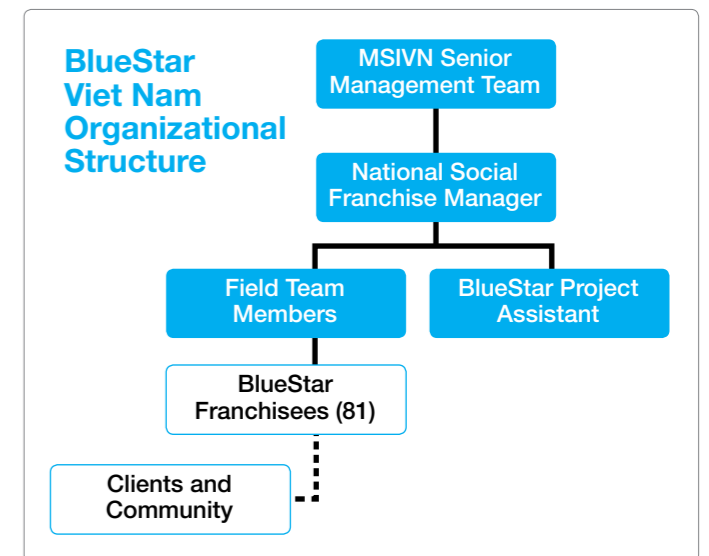 BlueStar
Viet Nam
Organizational
Structure
MSIVN Senior
Management Team
National Social
Franchise Manager
Field Team
Members
BlueStar Project
Assistant
BlueStar
Franchisees (81)
Clients and
Community